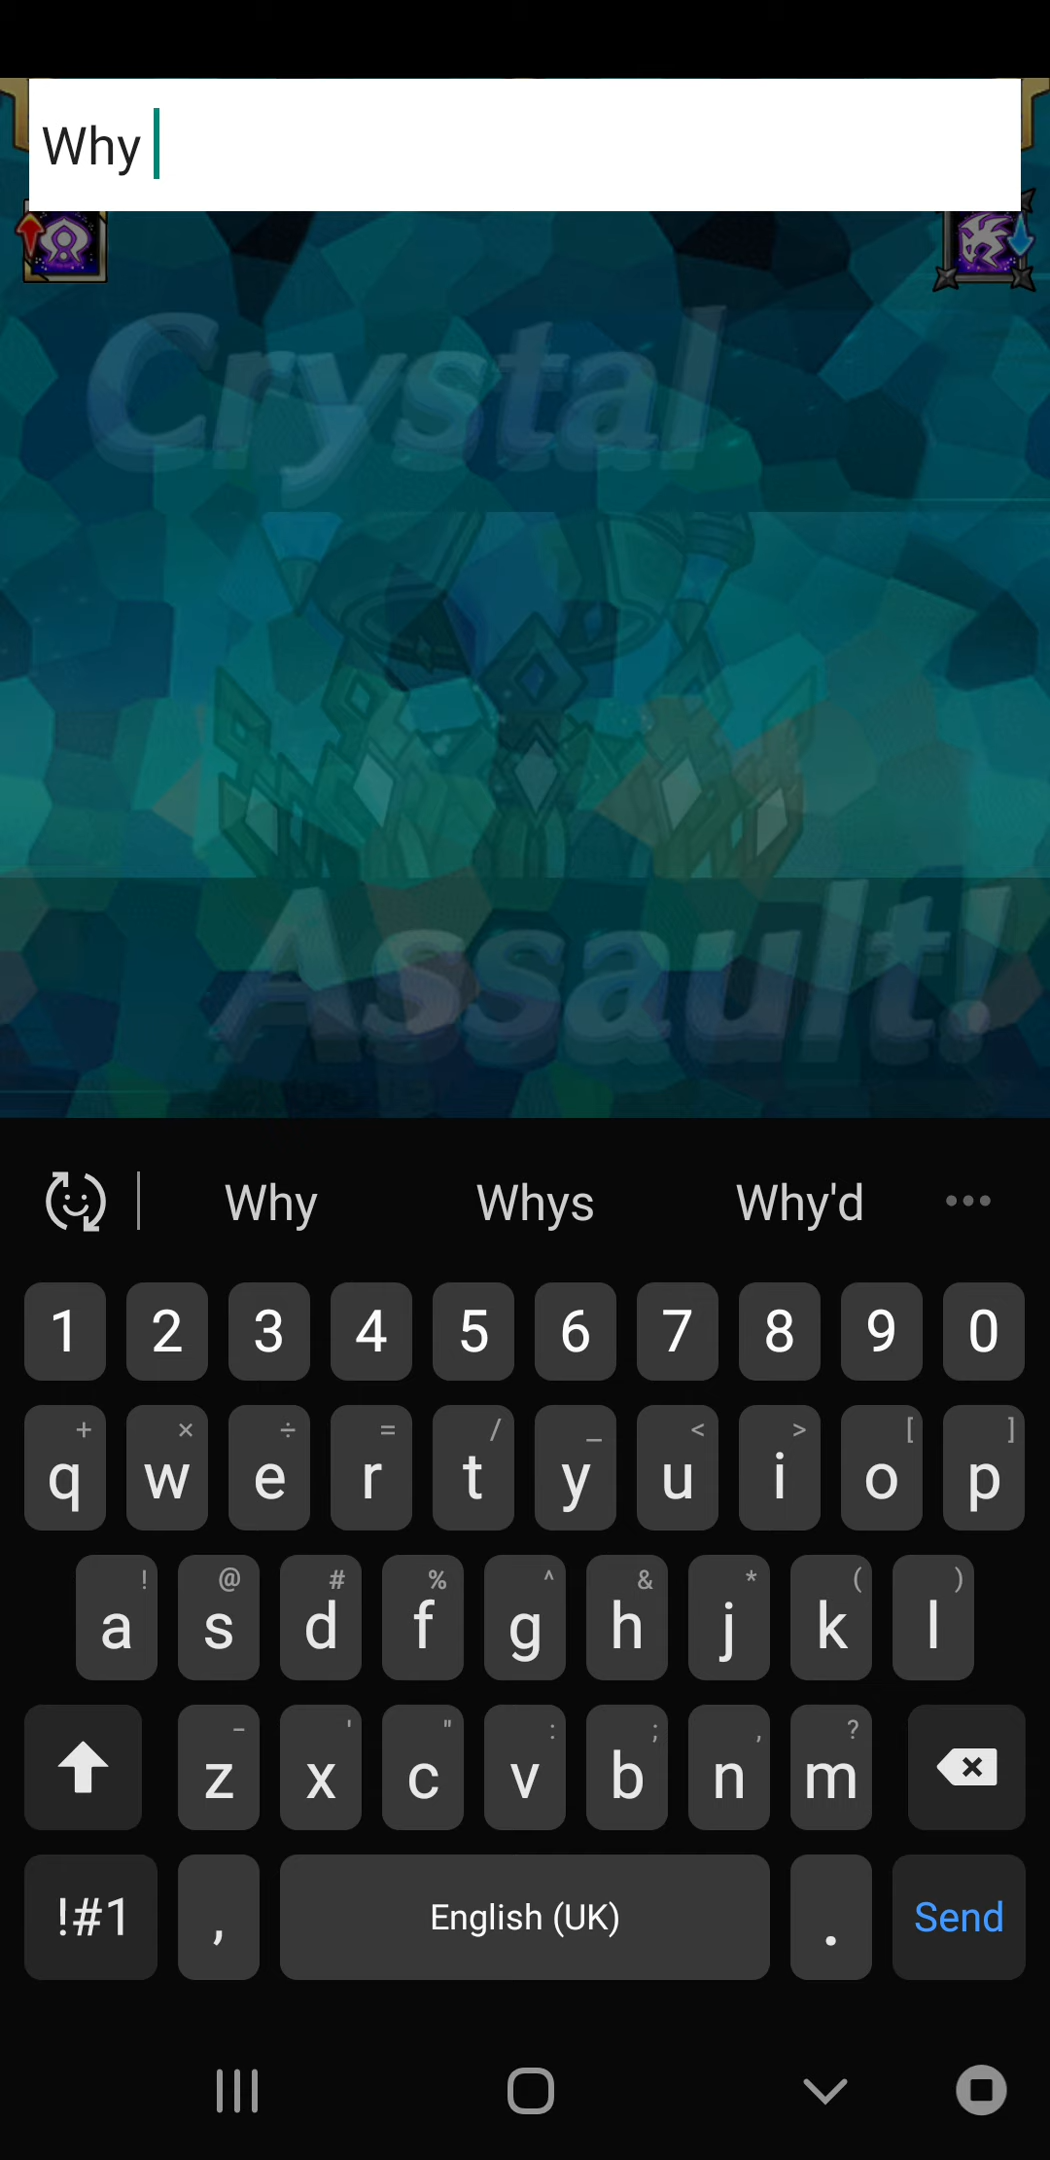 Why
Crystal
Assault!
Why Whys Why'd
1 2 3 4 5 6 7 8 9 0
+ × ÷ = / _ < > [ ]
q w e r t y u i o p
! @ # % ^ & * ( )
a s d f g h j k l
- ' " : ; , ?
z x c v b n m
!#1 , English (UK) . Send